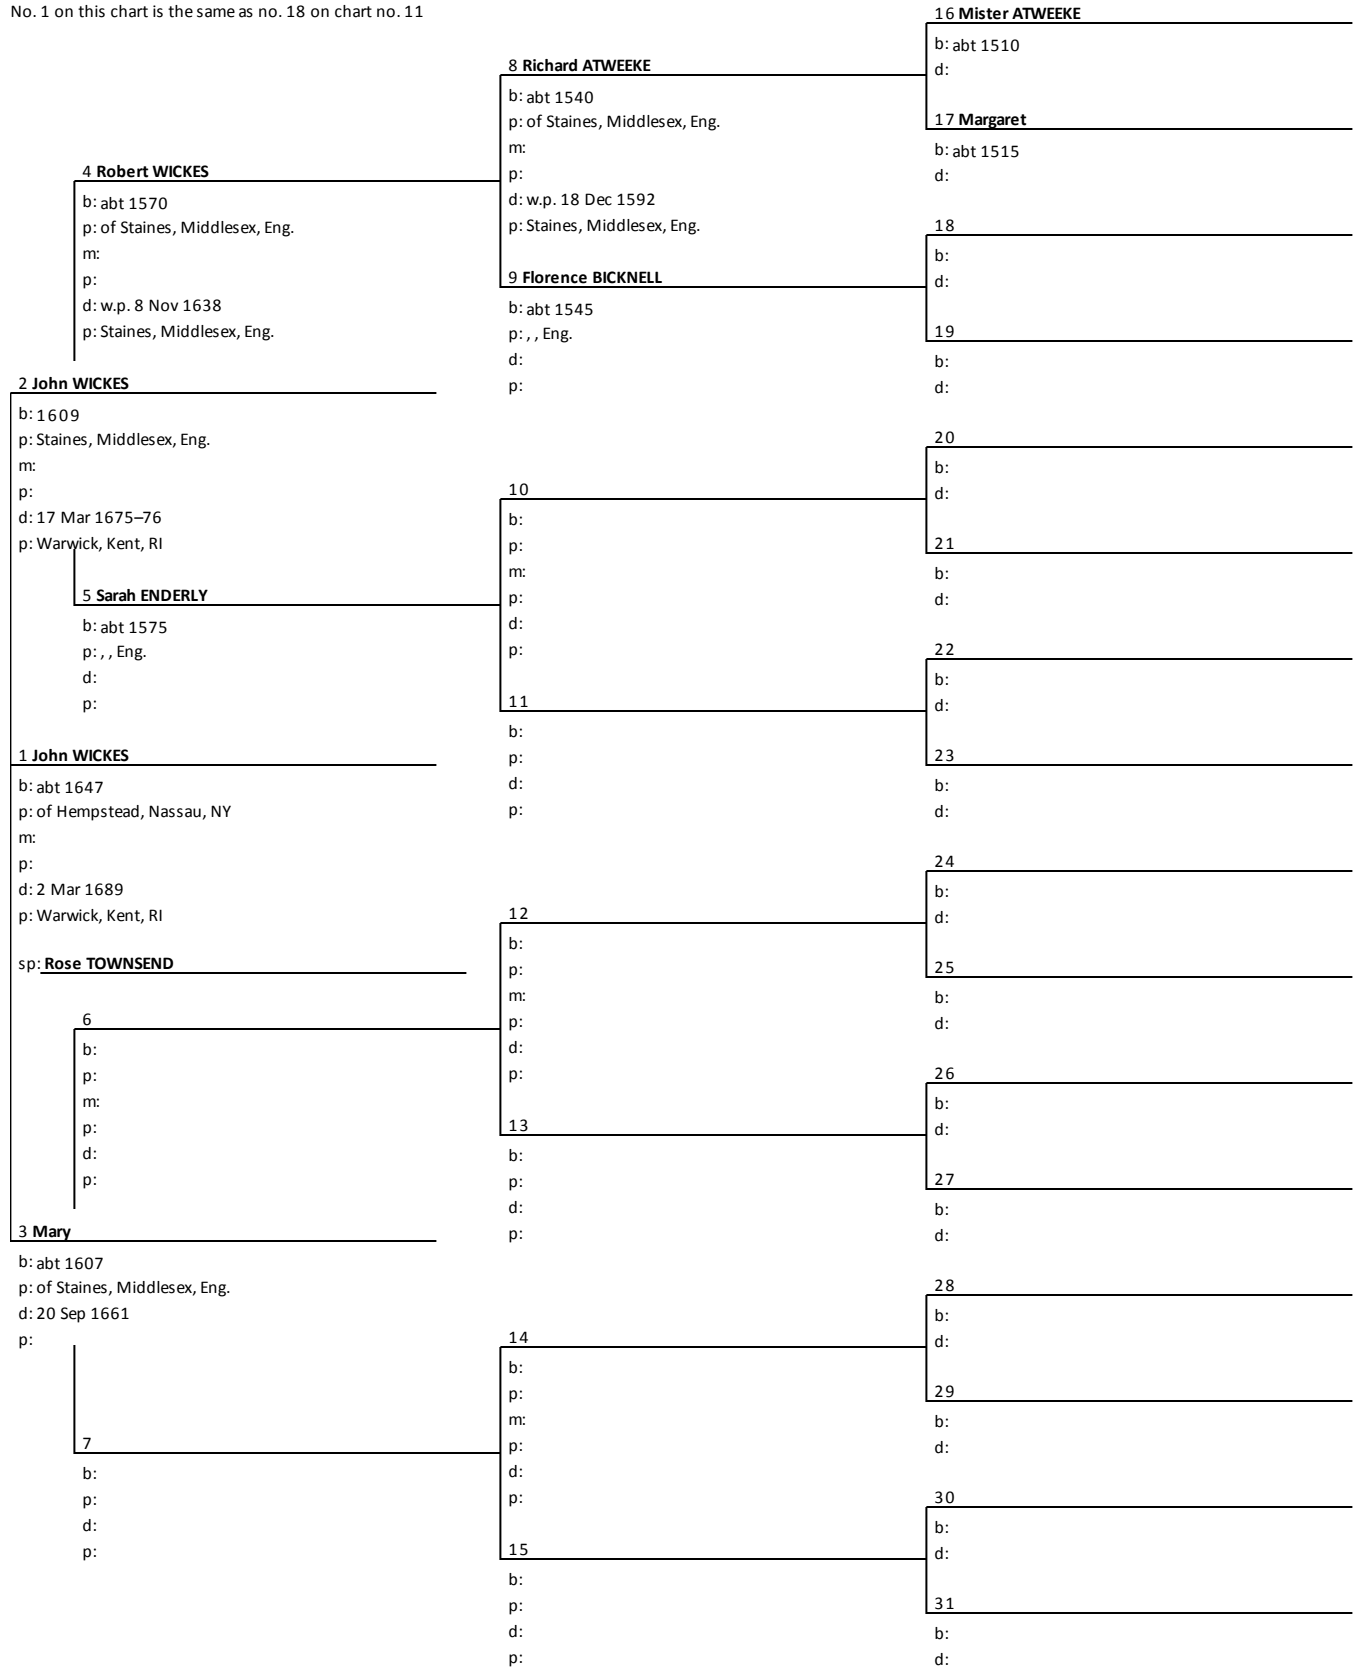 No. 1 on this chart is the same as no. 18 on chart no. 11
16 Mister ATWEEKE
b: abt 1510
d:
8 Richard ATWEEKE
b: abt 1540
p: of Staines, Middlesex, Eng.
m:
p:
d: w.p. 18 Dec 1592
p: Staines, Middlesex, Eng.
17 Margaret
b: abt 1515
d:
4 Robert WICKES
b: abt 1570
p: of Staines, Middlesex, Eng.
m:
p:
d: w.p. 8 Nov 1638
p: Staines, Middlesex, Eng.
18
b:
d:
9 Florence BICKNELL
b: abt 1545
p: , , Eng.
d:
p:
19
b:
d:
2 John WICKES
b: 1609
p: Staines, Middlesex, Eng.
m:
p:
d: 17 Mar 1675–76
p: Warwick, Kent, RI
20
b:
d:
10
b:
p:
m:
p:
d:
p:
21
b:
d:
5 Sarah ENDERLY
b: abt 1575
p: , , Eng.
d:
p:
22
b:
d:
11
b:
p:
d:
p:
23
b:
d:
1 John WICKES
b: abt 1647
p: of Hempstead, Nassau, NY
m:
p:
d: 2 Mar 1689
p: Warwick, Kent, RI
sp: Rose TOWNSEND
24
b:
d:
12
b:
p:
m:
p:
d:
p:
25
b:
d:
6
b:
p:
m:
p:
d:
p:
26
b:
d:
13
b:
p:
d:
p:
27
b:
d:
3 Mary
b: abt 1607
p: of Staines, Middlesex, Eng.
d: 20 Sep 1661
p:
28
b:
d:
14
b:
p:
m:
p:
d:
p:
29
b:
d:
7
b:
p:
d:
p:
30
b:
d:
15
b:
p:
d:
p:
31
b:
d: